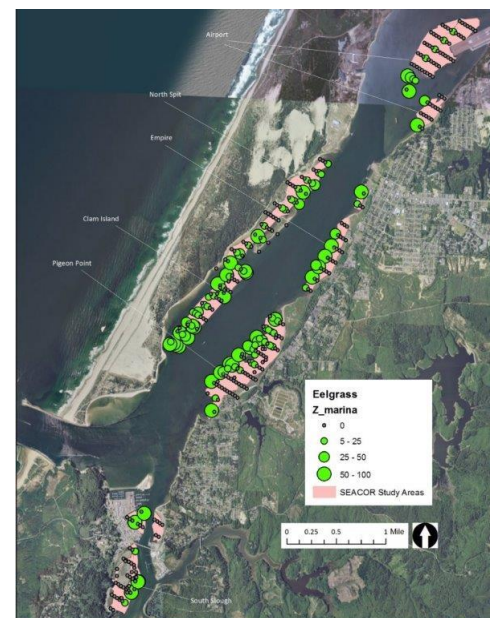 Airport
North Spit
Empire
Clam Island
Pigeon Point
Eelgrass
Z_marina
0
5 - 25
25 - 50
50 - 100
SEACOR Study Areas
0 0.25 0.5 1 Mile
South Slough